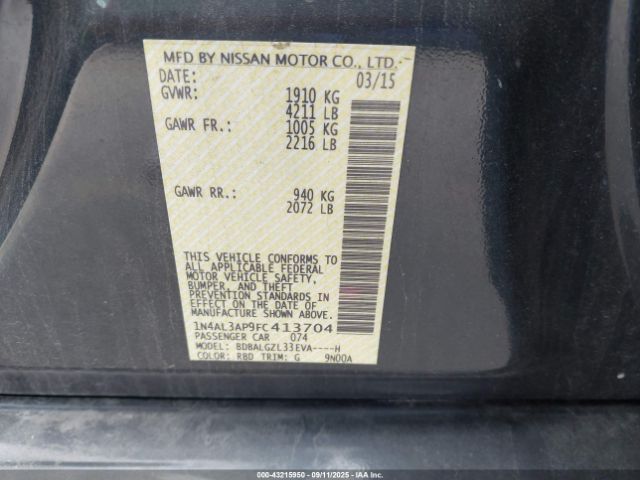 MFD BY NISSAN MOTOR CO., LTD.
DATE: 03/15
GVWR: 1910 KG
4211 LB
GAWR FR.: 1005 KG
2216 LB
GAWR RR.: 940 KG
2072 LB
THIS VEHICLE CONFORMS TO
ALL APPLICABLE FEDERAL
MOTOR VEHICLE SAFETY,
BUMPER, AND THEFT
PREVENTION STANDARDS IN
EFFECT ON THE DATE OF
MANUFACTURE SHOWN ABOVE.
1N4AL3AP9FC413704
PASSENGER CAR 074
MODEL: BDBALGZL33EVA----H
COLOR: RBD TRIM: G 9N00A
000-43215950 - 09/11/2025 - IAAI.COM